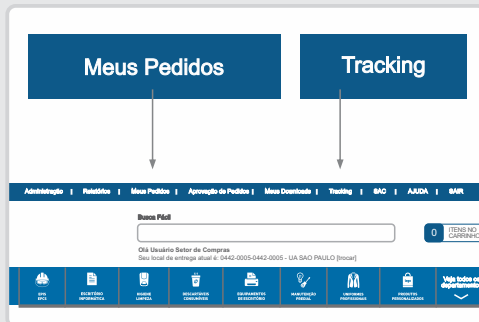 Meus Pedidos
Tracking
Administração | Relatórios | Meus Pedidos | Aprovação de Pedidos | Meus Downloads | Tracking | SAC | AJUDA | SAIR
Busca Fácil
0 ITENS NO
CARRINHO
Olá Usuário Setor de Compras
Seu local de entrega atual é: 0442-0005-0442-0005 - UA SAO PAULO [trocar]
EPIS
EPCS
ESCRITÓRIO
INFORMÁTICA
HIGIENE
LIMPEZA
DESCARTÁVEIS
CONSUMÍVEIS
EQUIPAMENTOS
DE ESCRITÓRIO
MANUTENÇÃO
PREDIAL
UNIFORMES
PROFISSIONAIS
PRODUTOS
PERSONALIZADOS
Veja todos os
departamentos